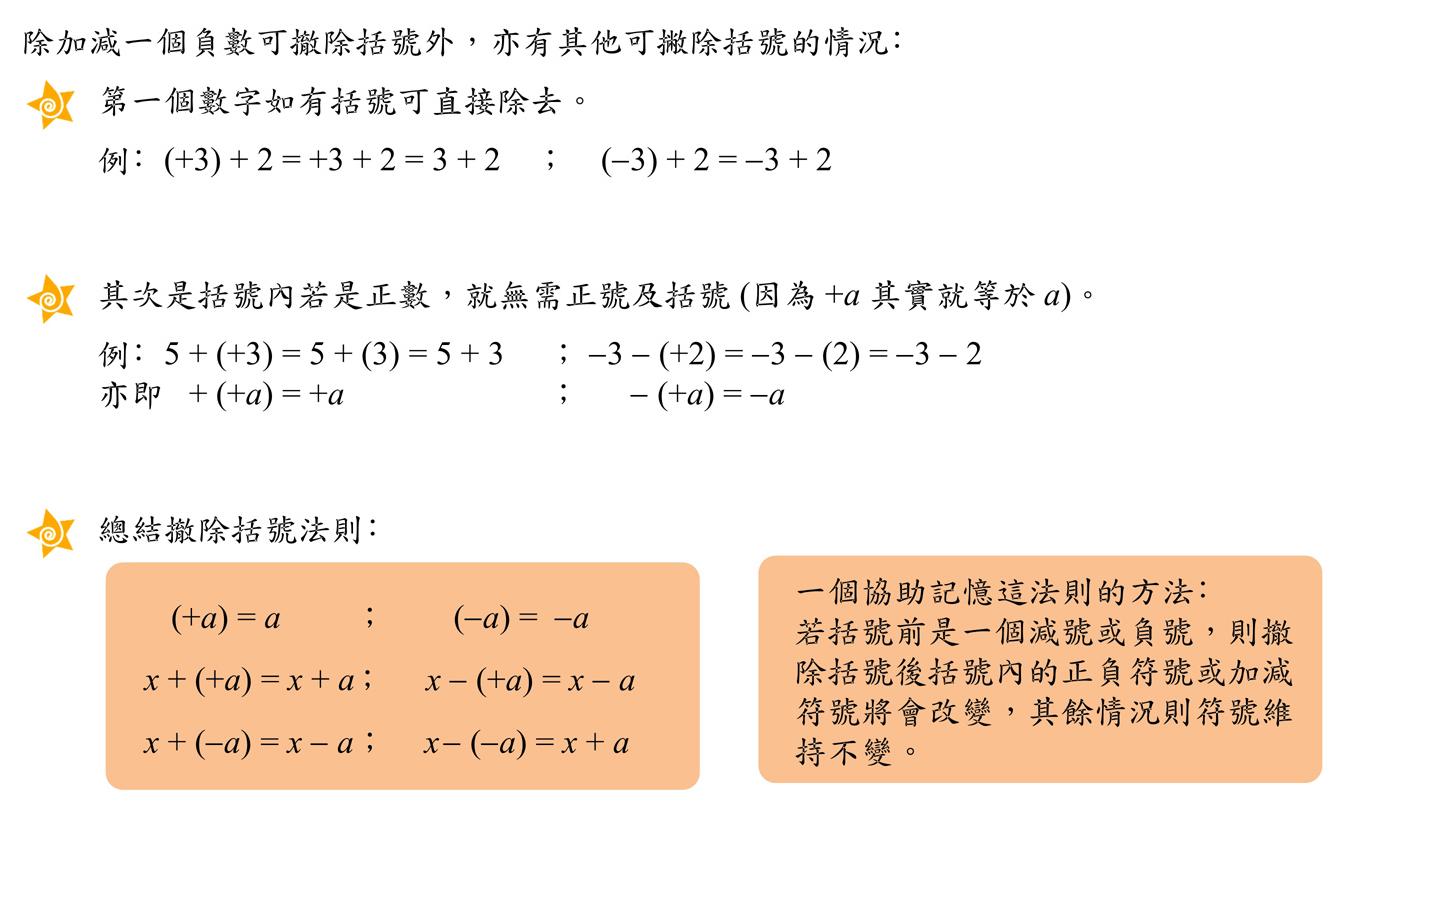 除加減一個負數可撤除括號外，亦有其他可撇除括號的情況：
第一個數字如有括號可直接除去。
例： (+3) + 2 = +3 + 2 = 3 + 2 ； (–3) + 2 = –3 + 2
其次是括號內若是正數，就無需正號及括號 (因為 +a 其實就等於 a)。
例： 5 + (+3) = 5 + (3) = 5 + 3 ； –3 – (+2) = –3 – (2) = –3 – 2
亦即 + (+a) = +a ； – (+a) = –a
總結撤除括號法則：
(+a) = a ； (–a) = –a
x + (+a) = x + a ； x – (+a) = x – a
x + (–a) = x – a ； x– (–a) = x + a
一個協助記憶這法則的方法：
若括號前是一個減號或負號，則撤
除括號後括號內的正負符號或加減
符號將會改變，其餘情況則符號維
持不變。